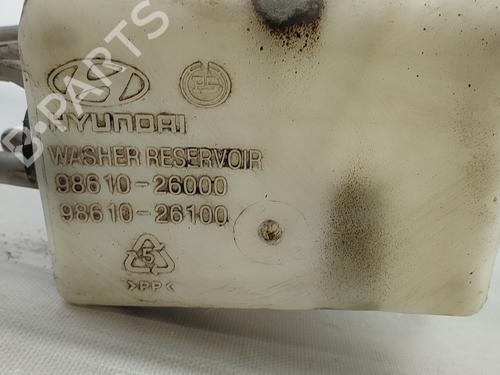 HYUNDAI
WASHER RESERVOIR
98610-26000
98610-26100
5
>PP<
B-PARTS